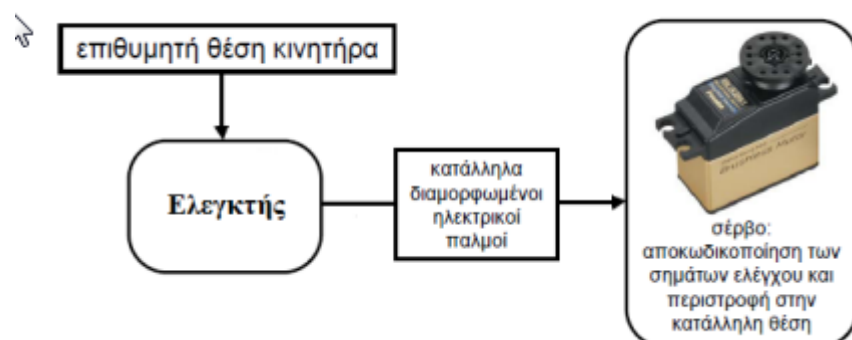 επιθυμητή θέση κινητήρα
Ελεγκτής
κατάλληλα
διαμορφωμένοι
ηλεκτρικοί
παλμοί
σέρβο:
αποκωδικοποίηση των
σημάτων ελέγχου και
περιστροφή στην
κατάλληλη θέση